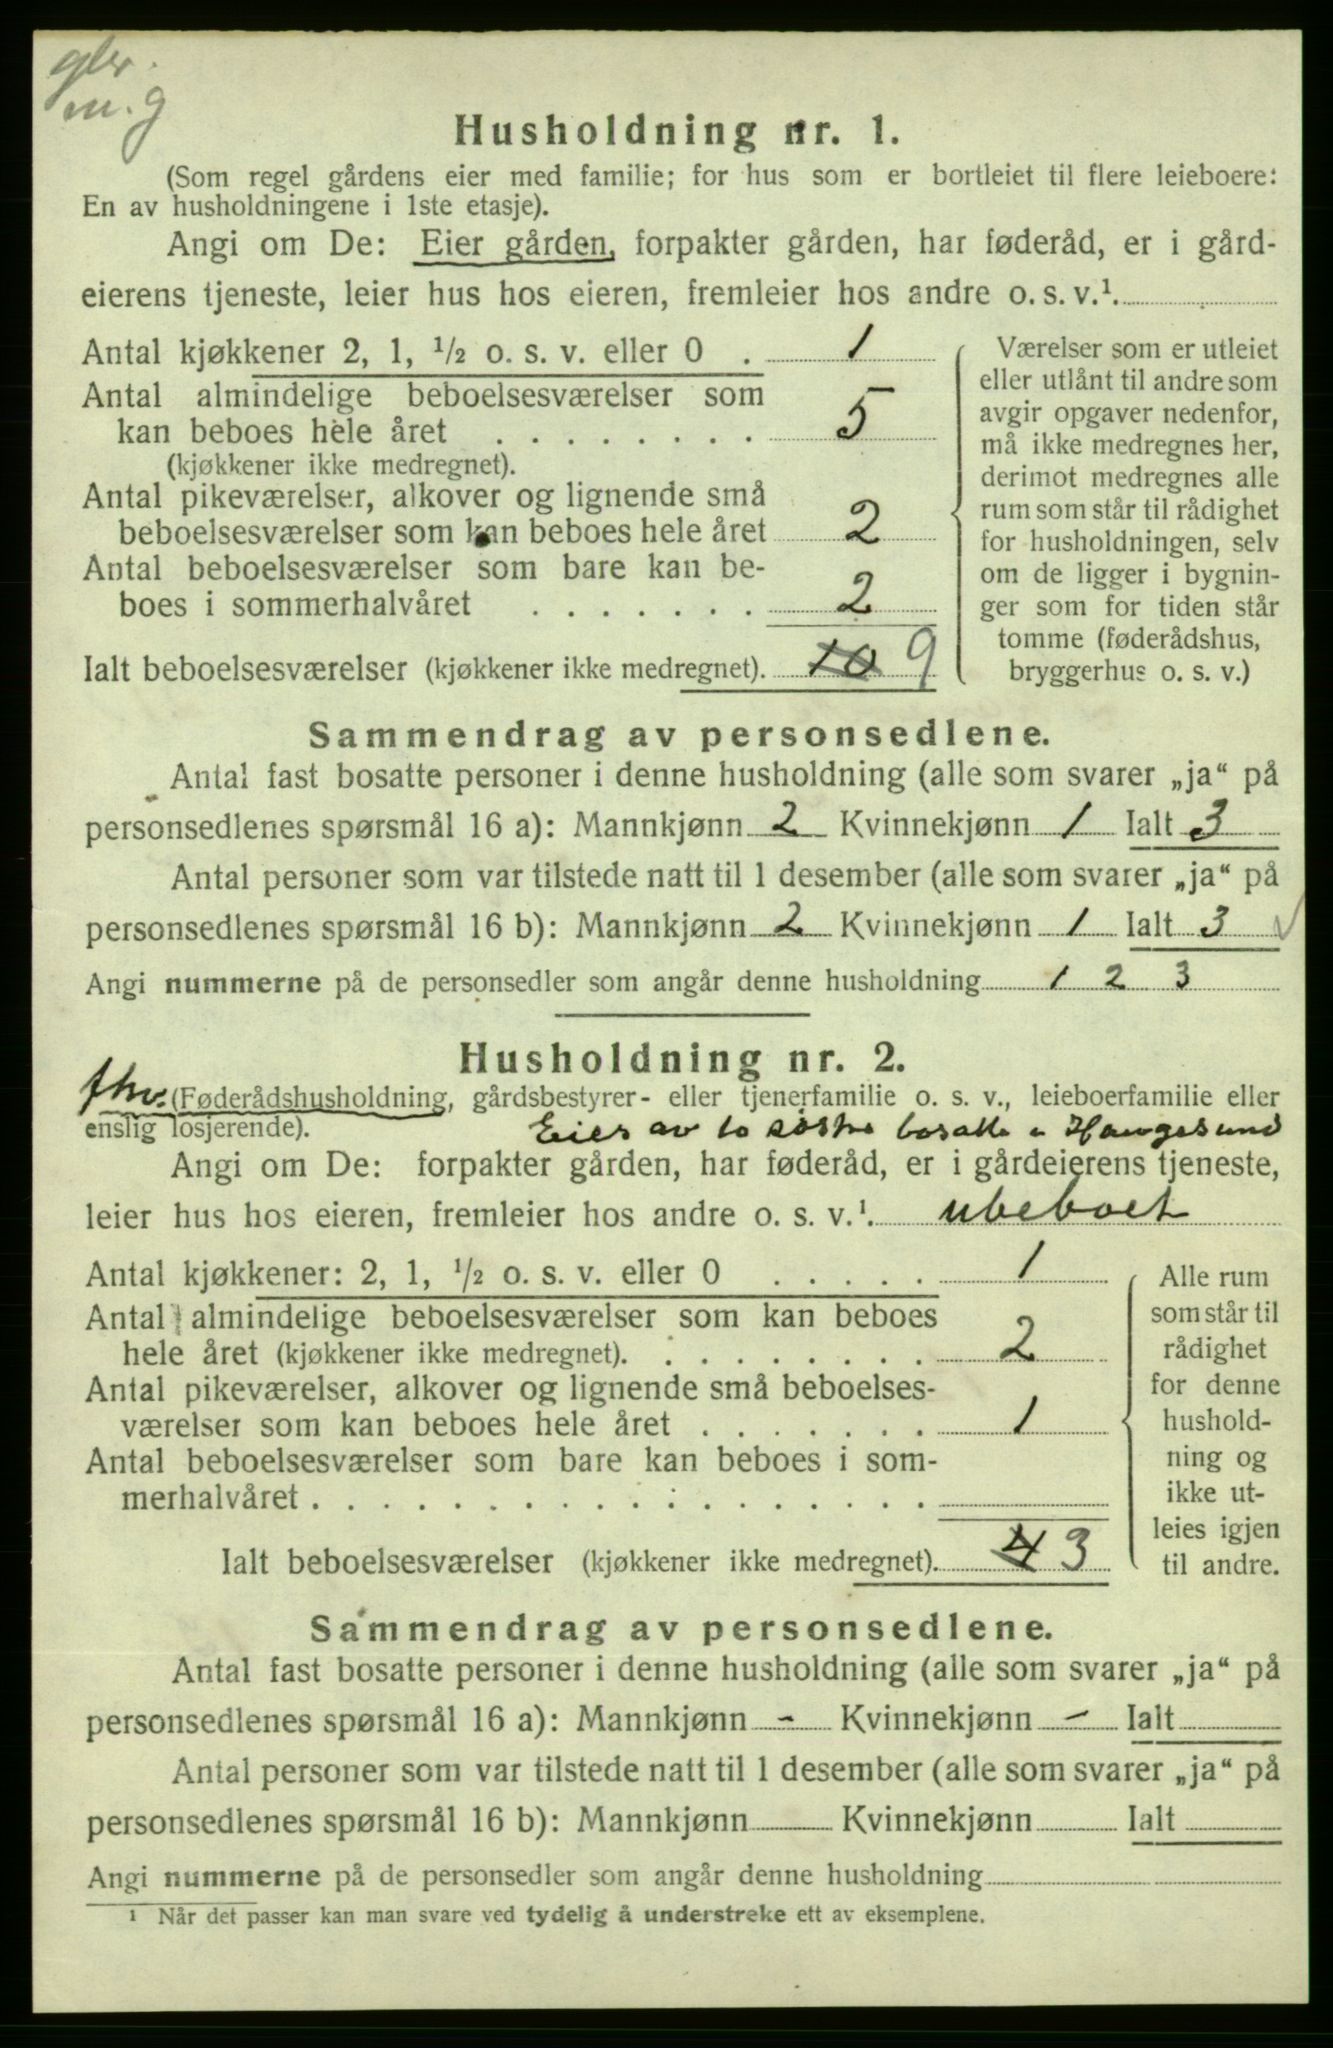 gbr.
m. g
Husholdning nr. 1.
(Som regel gårdens eier med familie; for hus som er bortleiet til flere leieboere:
En av husholdningene i 1ste etasje).
Angi om De: Eier gården, forpakter gården, har føderåd, er i gård-
eierens tjeneste, leier hus hos eieren, fremleier hos andre o. s. v.¹.
Antal kjøkkener 2, 1, ½ o. s. v. eller 0 . 1
Antal almindelige beboelsesværelser som
kan beboes hele året . . . . . . . . 5
(kjøkkener ikke medregnet).
Antal pikeværelser, alkover og lignende små
beboelsesværelser som kan beboes hele året 2
Antal beboelsesværelser som bare kan be-
boes i sommerhalvåret . . . . . . . 2
Ialt beboelsesværelser (kjøkkener ikke medregnet). 10 9
Værelser som er utleiet
eller utlånt til andre som
avgir opgaver nedenfor,
må ikke medregnes her,
derimot medregnes alle
rum som står til rådighet
for husholdningen, selv
om de ligger i bygnin-
ger som for tiden står
tomme (føderådshus,
bryggerhus o. s. v.)
Sammendrag av personsedlene.
Antal fast bosatte personer i denne husholdning (alle som svarer „ja“ på
personsedlenes spørsmål 16 a): Mannkjønn 2 Kvinnekjønn 1 Ialt 3
Antal personer som var tilstede natt til 1 desember (alle som svarer „ja“ på
personsedlenes spørsmål 16 b): Mannkjønn 2 Kvinnekjønn 1 Ialt 3 ✓
Angi nummerne på de personsedler som angår denne husholdning 1 2 3
Husholdning nr. 2.
fhv. (Føderådshusholdning, gårdsbestyrer- eller tjenerfamilie o. s. v., leieboerfamilie eller
enslig losjerende). Eies av to søstre bosatte i Haugesund
Angi om De: forpakter gården, har føderåd, er i gårdeierens tjeneste,
leier hus hos eieren, fremleier hos andre o. s. v.¹. ubeboet
Antal kjøkkener: 2, 1, ½ o. s. v. eller 0 . . . . . 1
Antal almindelige beboelsesværelser som kan beboes
hele året (kjøkkener ikke medregnet). . . . . . . . . 2
Antal pikeværelser, alkover og lignende små beboelses-
værelser som kan beboes hele året . . . . . . . 1
Antal beboelsesværelser som bare kan beboes i som-
merhalvåret . . . . . . . . . . . . . . . . . .
Ialt beboelsesværelser (kjøkkener ikke medregnet). 4 3
Alle rum
som står til
rådighet
for denne
hushold-
ning og
ikke ut-
leies igjen
til andre.
Sammendrag av personsedlene.
Antal fast bosatte personer i denne husholdning (alle som svarer „ja“ på
personsedlenes spørsmål 16 a): Mannkjønn - Kvinnekjønn - Ialt
Antal personer som var tilstede natt til 1 desember (alle som svarer „ja“ på
personsedlenes spørsmål 16 b): Mannkjønn Kvinnekjønn Ialt
Angi nummerne på de personsedler som angår denne husholdning
¹ Når det passer kan man svare ved tydelig å understreke ett av eksemplene.